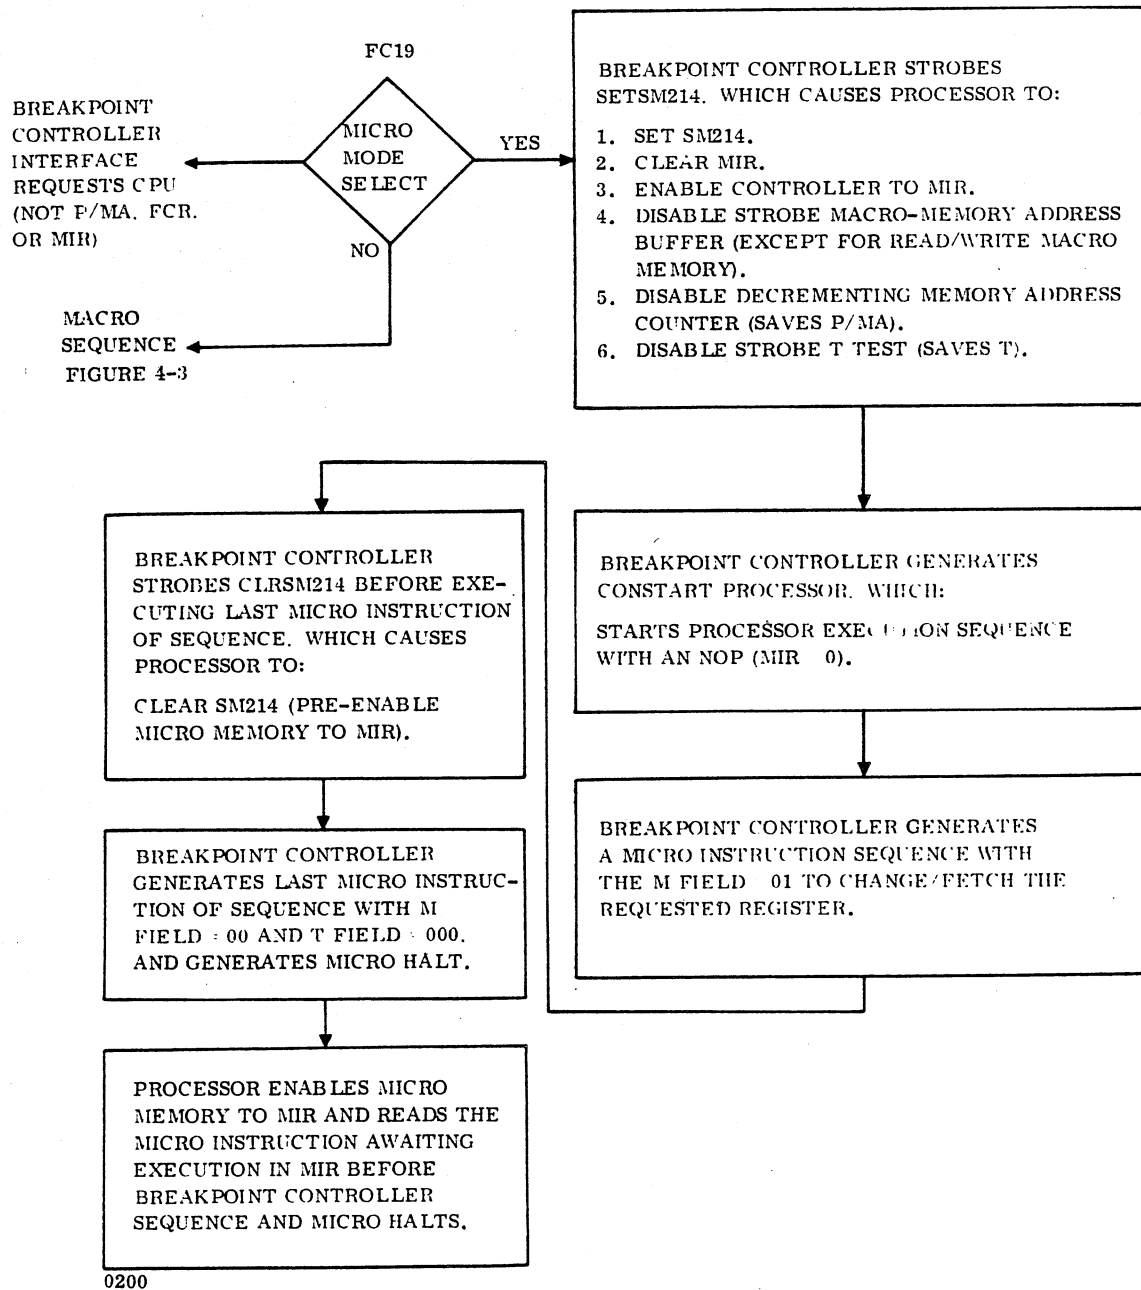 FC19
MICRO
MODE
SELECT
YES
NO
BREAKPOINT
CONTROLLER
INTERFACE
REQUESTS CPU
(NOT P/MA, FCR,
OR MIR)
MACRO
SEQUENCE
FIGURE 4-3
BREAKPOINT CONTROLLER STROBES
SETSM214. WHICH CAUSES PROCESSOR TO:
1. SET SM214.
2. CLEAR MIR.
3. ENABLE CONTROLLER TO MIR.
4. DISABLE STROBE MACRO-MEMORY ADDRESS
BUFFER (EXCEPT FOR READ/WRITE MACRO
MEMORY).
5. DISABLE DECREMENTING MEMORY ADDRESS
COUNTER (SAVES P/MA).
6. DISABLE STROBE T TEST (SAVES T).
BREAKPOINT CONTROLLER GENERATES
CONSTART PROCESSOR. WHICH:
STARTS PROCESSOR EXECUTION SEQUENCE
WITH AN NOP (MIR 0).
BREAKPOINT CONTROLLER GENERATES
A MICRO INSTRUCTION SEQUENCE WITH
THE M FIELD 01 TO CHANGE/FETCH THE
REQUESTED REGISTER.
BREAKPOINT CONTROLLER
STROBES CLRSM214 BEFORE EXE-
CUTING LAST MICRO INSTRUCTION
OF SEQUENCE. WHICH CAUSES
PROCESSOR TO:
CLEAR SM214 (PRE-ENABLE
MICRO MEMORY TO MIR).
BREAKPOINT CONTROLLER
GENERATES LAST MICRO INSTRUC-
TION OF SEQUENCE WITH M
FIELD = 00 AND T FIELD = 000.
AND GENERATES MICRO HALT.
PROCESSOR ENABLES MICRO
MEMORY TO MIR AND READS THE
MICRO INSTRUCTION AWAITING
EXECUTION IN MIR BEFORE
BREAKPOINT CONTROLLER
SEQUENCE AND MICRO HALTS.
0200